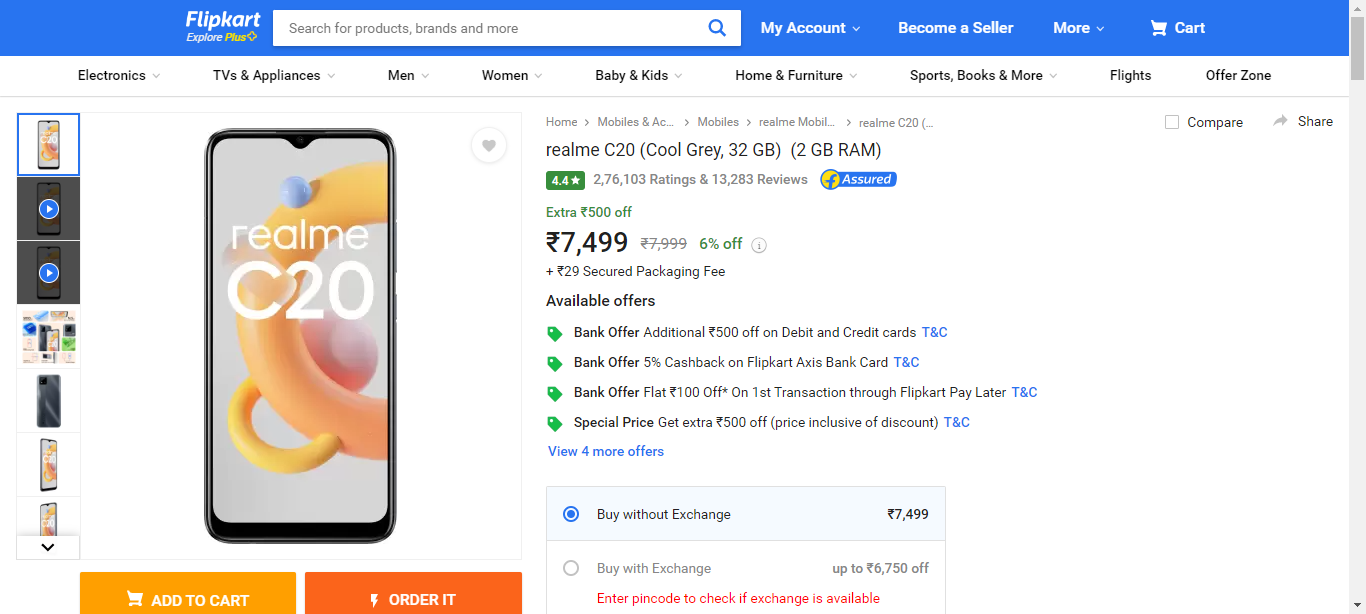 Flipkart
Explore Plus
Search for products, brands and more
My Account
Become a Seller
More
Cart
Electronics
TVs & Appliances
Men
Women
Baby & Kids
Home & Furniture
Sports, Books & More
Flights
Offer Zone
Home > Mobiles & Ac... > Mobiles > realme Mobil... > realme C20 (...
Compare
Share
realme C20 (Cool Grey, 32 GB) (2 GB RAM)
4.4★ 2,76,103 Ratings & 13,283 Reviews Assured
Extra ₹500 off
₹7,499 ₹7,999 6% off
+ ₹29 Secured Packaging Fee
Available offers
Bank Offer Additional ₹500 off on Debit and Credit cards T&C
Bank Offer 5% Cashback on Flipkart Axis Bank Card T&C
Bank Offer Flat ₹100 Off* On 1st Transaction through Flipkart Pay Later T&C
Special Price Get extra ₹500 off (price inclusive of discount) T&C
View 4 more offers
Buy without Exchange ₹7,499
Buy with Exchange up to ₹6,750 off
Enter pincode to check if exchange is available
realme
C20
ADD TO CART
ORDER IT